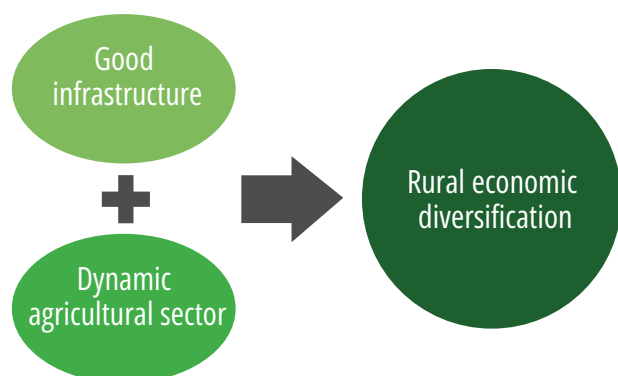 Good
infrastructure
Dynamic
agricultural sector
Rural economic
diversification